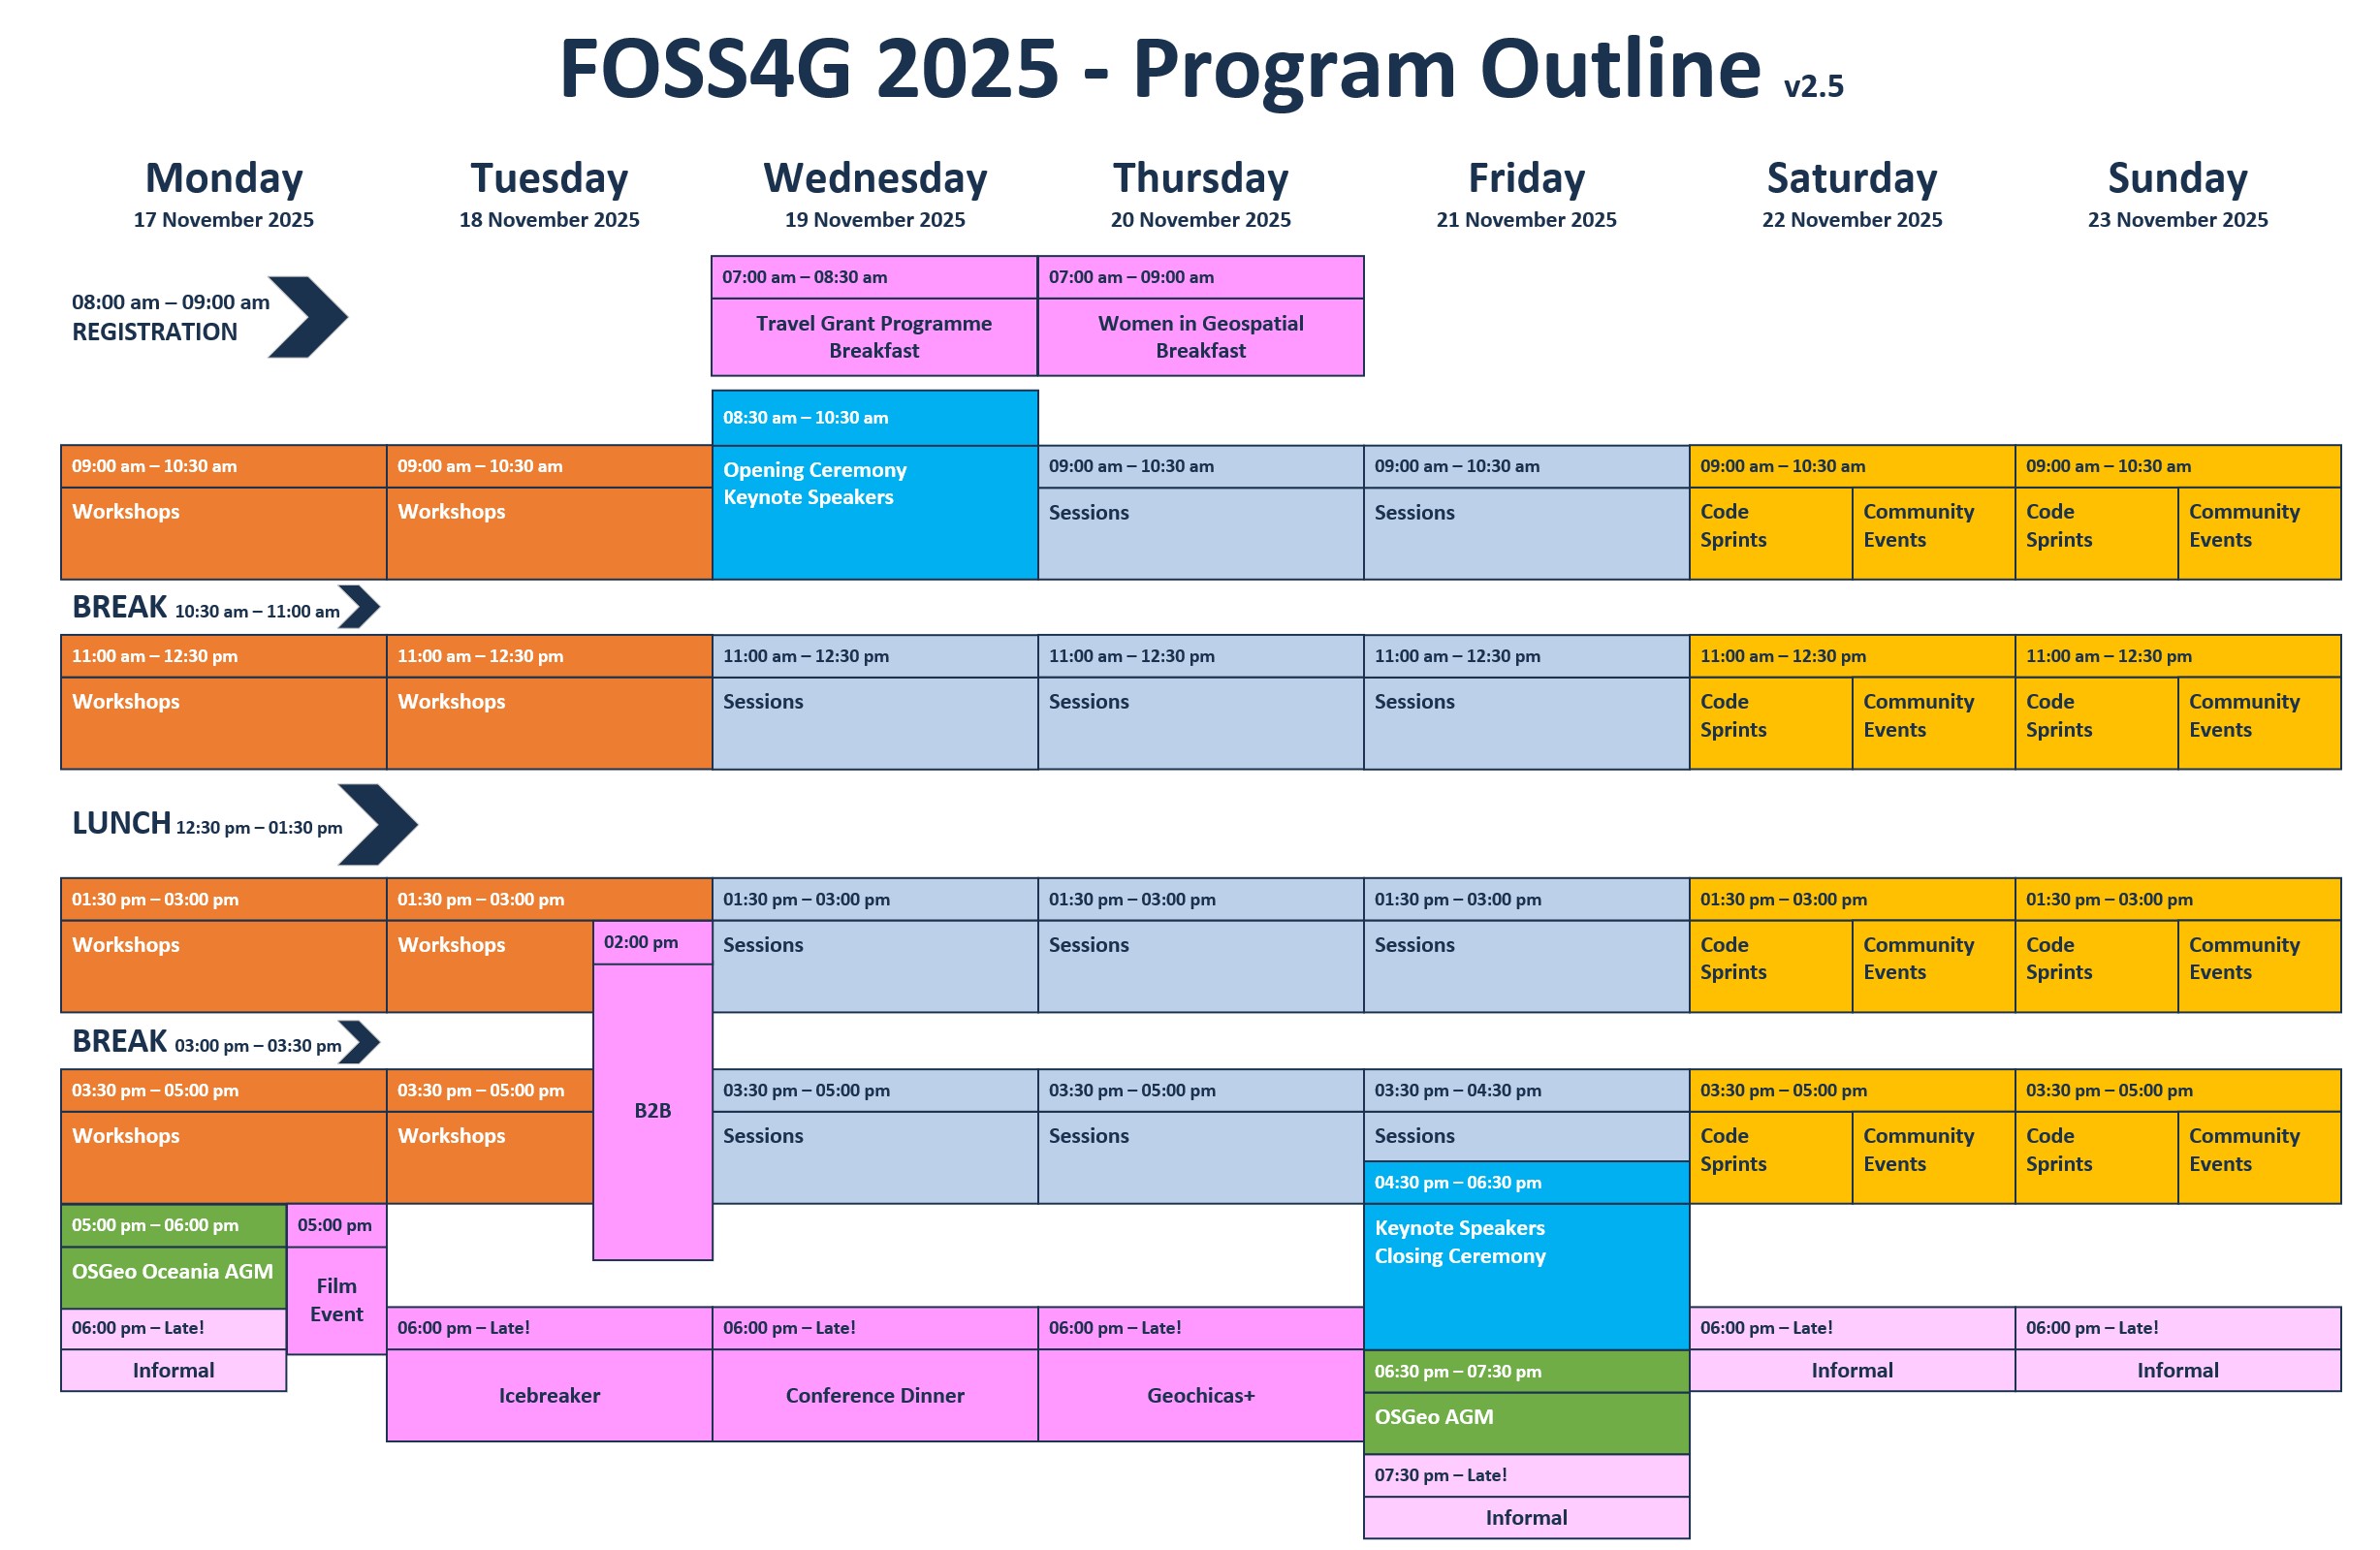 FOSS4G 2025 - Program Outline v2.5
Monday Tuesday Wednesday Thursday Friday Saturday Sunday
17 November 2025 18 November 2025 19 November 2025 20 November 2025 21 November 2025 22 November 2025 23 November 2025
07:00 am – 08:30 am 07:00 am – 09:00 am
08:00 am – 09:00 am
REGISTRATION
Travel Grant Programme
Breakfast
Women in Geospatial
Breakfast
08:30 am – 10:30 am
Opening Ceremony
Keynote Speakers
09:00 am – 10:30 am 09:00 am – 10:30 am 09:00 am – 10:30 am 09:00 am – 10:30 am 09:00 am – 10:30 am 09:00 am – 10:30 am
Workshops Workshops Sessions Sessions Code Community Code Community
Sprints Events Sprints Events
BREAK 10:30 am – 11:00 am
11:00 am – 12:30 pm 11:00 am – 12:30 pm 11:00 am – 12:30 pm 11:00 am – 12:30 pm 11:00 am – 12:30 pm 11:00 am – 12:30 pm 11:00 am – 12:30 pm
Workshops Workshops Sessions Sessions Sessions Code Community Code Community
Sprints Events Sprints Events
LUNCH 12:30 pm – 01:30 pm
01:30 pm – 03:00 pm 01:30 pm – 03:00 pm 01:30 pm – 03:00 pm 01:30 pm – 03:00 pm 01:30 pm – 03:00 pm 01:30 pm – 03:00 pm 01:30 pm – 03:00 pm
Workshops Workshops 02:00 pm Sessions Sessions Sessions Code Community Code Community
Sprints Events Sprints Events
BREAK 03:00 pm – 03:30 pm
03:30 pm – 05:00 pm 03:30 pm – 05:00 pm B2B 03:30 pm – 05:00 pm 03:30 pm – 05:00 pm 03:30 pm – 04:30 pm 03:30 pm – 05:00 pm 03:30 pm – 05:00 pm
Workshops Workshops Sessions Sessions Sessions Code Community Code Community
Sprints Events Sprints Events
04:30 pm – 06:30 pm
Keynote Speakers
Closing Ceremony
05:00 pm – 06:00 pm 05:00 pm
OSGeo Oceania AGM
Film
Event
06:00 pm – Late! 06:00 pm – Late! 06:00 pm – Late! 06:00 pm – Late! 06:00 pm – Late! 06:00 pm – Late!
Informal Informal Informal
Icebreaker Conference Dinner Geochicas+
06:30 pm – 07:30 pm
OSGeo AGM
07:30 pm – Late!
Informal